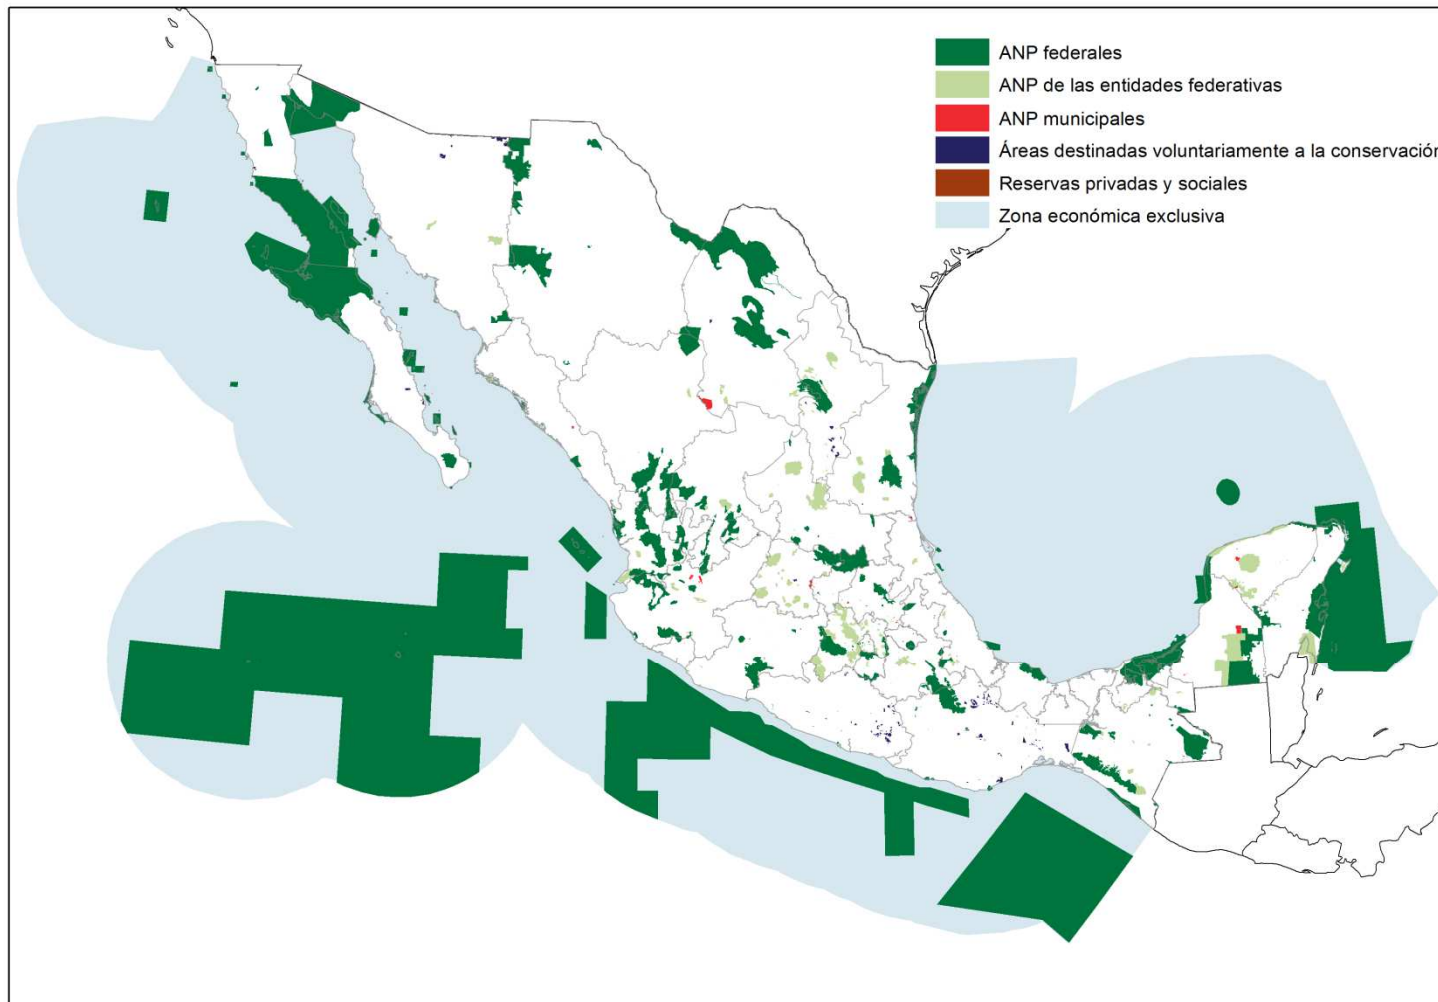 ANP federales
ANP de las entidades federativas
ANP municipales
Áreas destinadas voluntariamente a la conservación
Reservas privadas y sociales
Zona económica exclusiva